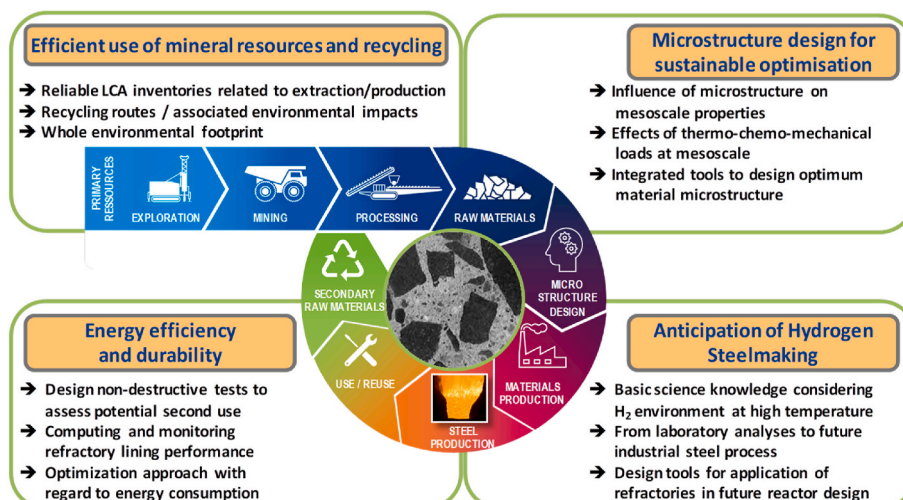 Efficient use of mineral resources and recycling
➔ Reliable LCA inventories related to extraction/production
➔ Recycling routes / associated environmental impacts
➔ Whole environmental footprint
Microstructure design for
sustainable optimisation
➔ Influence of microstructure on
mesoscale properties
➔ Effects of thermo-chemo-mechanical
loads at mesoscale
➔ Integrated tools to design optimum
material microstructure
PRIMARY
RESSOURCES
EXPLORATION
MINING
PROCESSING
RAW MATERIALS
MICRO
STRUCTURE
DESIGN
MATERIALS
PRODUCTION
STEEL
PRODUCTION
USE / REUSE
SECONDARY
RAW MATERIALS
Energy efficiency
and durability
➔ Design non-destructive tests to
assess potential second use
➔ Computing and monitoring
refractory lining performance
➔ Optimization approach with
regard to energy consumption
Anticipation of Hydrogen
Steelmaking
➔ Basic science knowledge considering
H₂ environment at high temperature
➔ From laboratory analyses to future
industrial steel process
➔ Design tools for application of
refractories in future reactor design